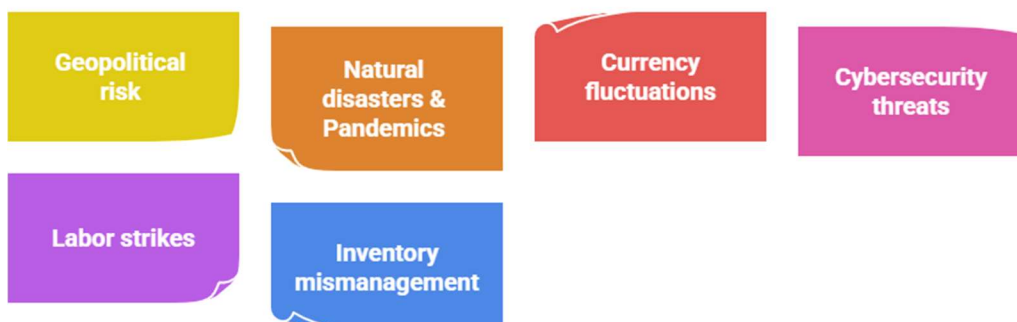 Geopolitical
risk
Natural
disasters &
Pandemics
Currency
fluctuations
Cybersecurity
threats
Labor strikes
Inventory
mismanagement